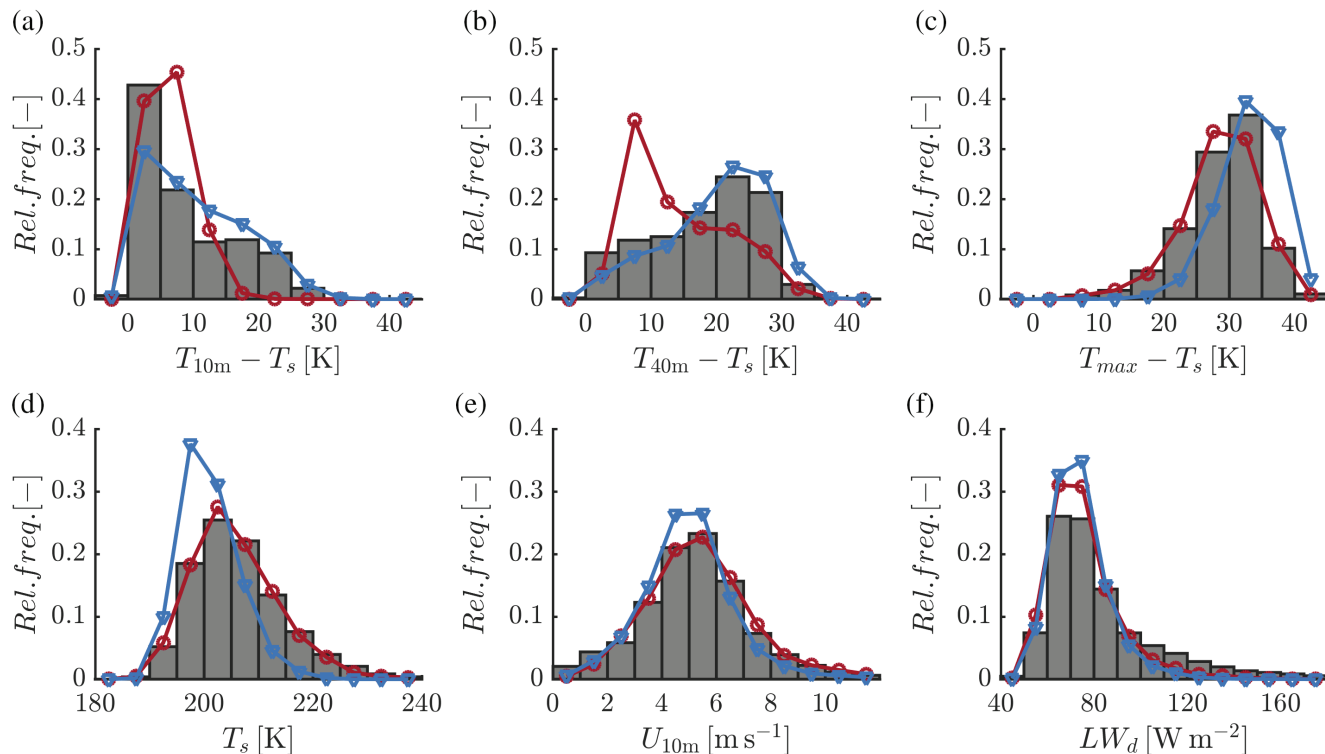 (a) (b) (c)
0.5 0.5 0.5
0.4 0.4 0.4
0.3 0.3 0.3
0.2 0.2 0.2
0.1 0.1 0.1
0 0 0
Rel.freq.[−] Rel.freq.[−] Rel.freq.[−]
0 10 20 30 40 0 10 20 30 40 0 10 20 30 40
T₁₀ₘ − Tₛ [K] T₄₀ₘ − Tₛ [K] Tₘₐₓ − Tₛ [K]
(d) (e) (f)
0.4 0.4 0.4
0.3 0.3 0.3
0.2 0.2 0.2
0.1 0.1 0.1
0 0 0
Rel.freq.[−] Rel.freq.[−] Rel.freq.[−]
180 200 220 240 0 2 4 6 8 10 40 80 120 160
Tₛ [K] U₁₀ₘ [m s⁻¹] LW_d [W m⁻²]